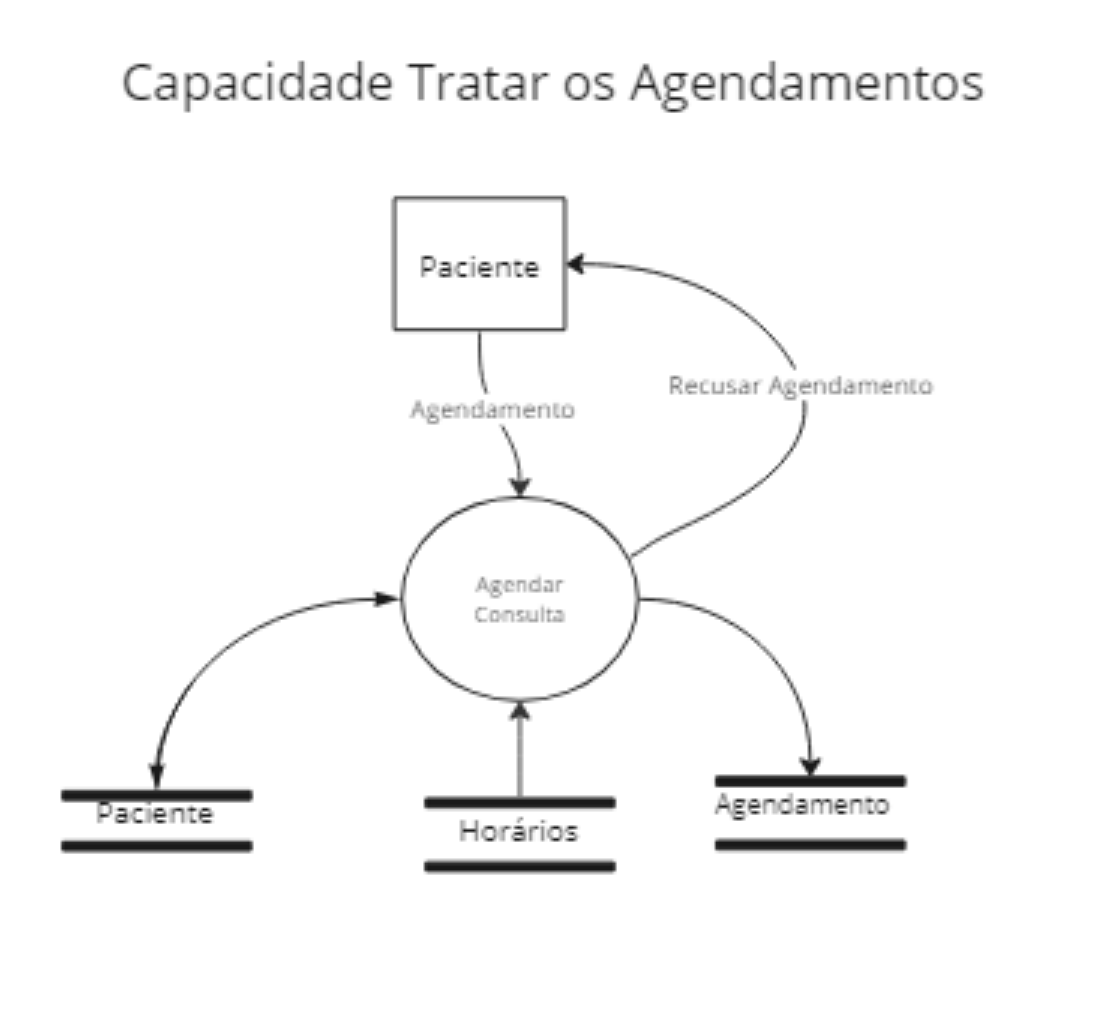 Capacidade Tratar os Agendamentos
Paciente
Recusar Agendamento
Agendamento
Agendar
Consulta
Paciente
Horários
Agendamento